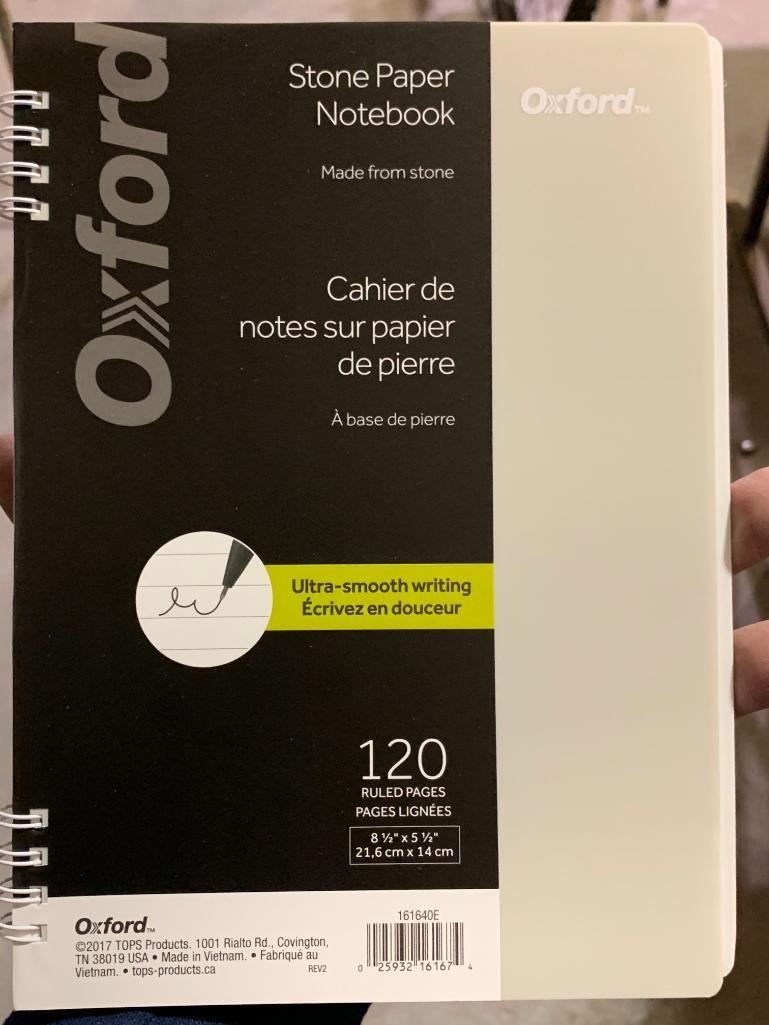 Oxford
Stone Paper
Notebook
Made from stone
Cahier de
notes sur papier
de pierre
À base de pierre
Ultra-smooth writing
Écrivez en douceur
120
RULED PAGES
PAGES LIGNÉES
8 ½" x 5 ½"
21,6 cm x 14 cm
Oxford™
©2017 TOPS Products. 1001 Rialto Rd., Covington,
TN 38019 USA • Made in Vietnam. • Fabriqué au
Vietnam. • tops-products.ca
REV2
161640E
0 25932 16167 4
Oxford™